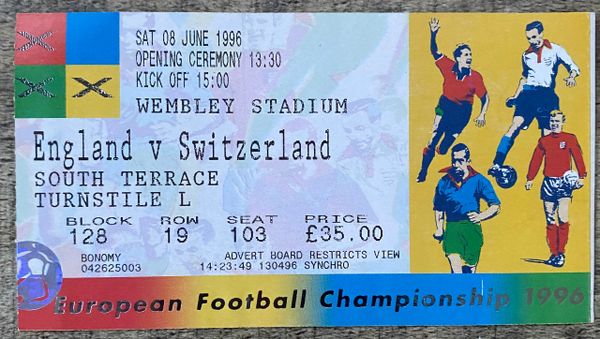 SAT 08 JUNE 1996
OPENING CEREMONY 13:30
KICK OFF 15:00
WEMBLEY STADIUM
England v Switzerland
SOUTH TERRACE
TURNSTILE L
BLOCK ROW SEAT PRICE
128 19 103 £35.00
BONOMY ADVERT BOARD RESTRICTS VIEW
042625003 14:23:49 130496 SYNCHRO
European Football Championship 1996